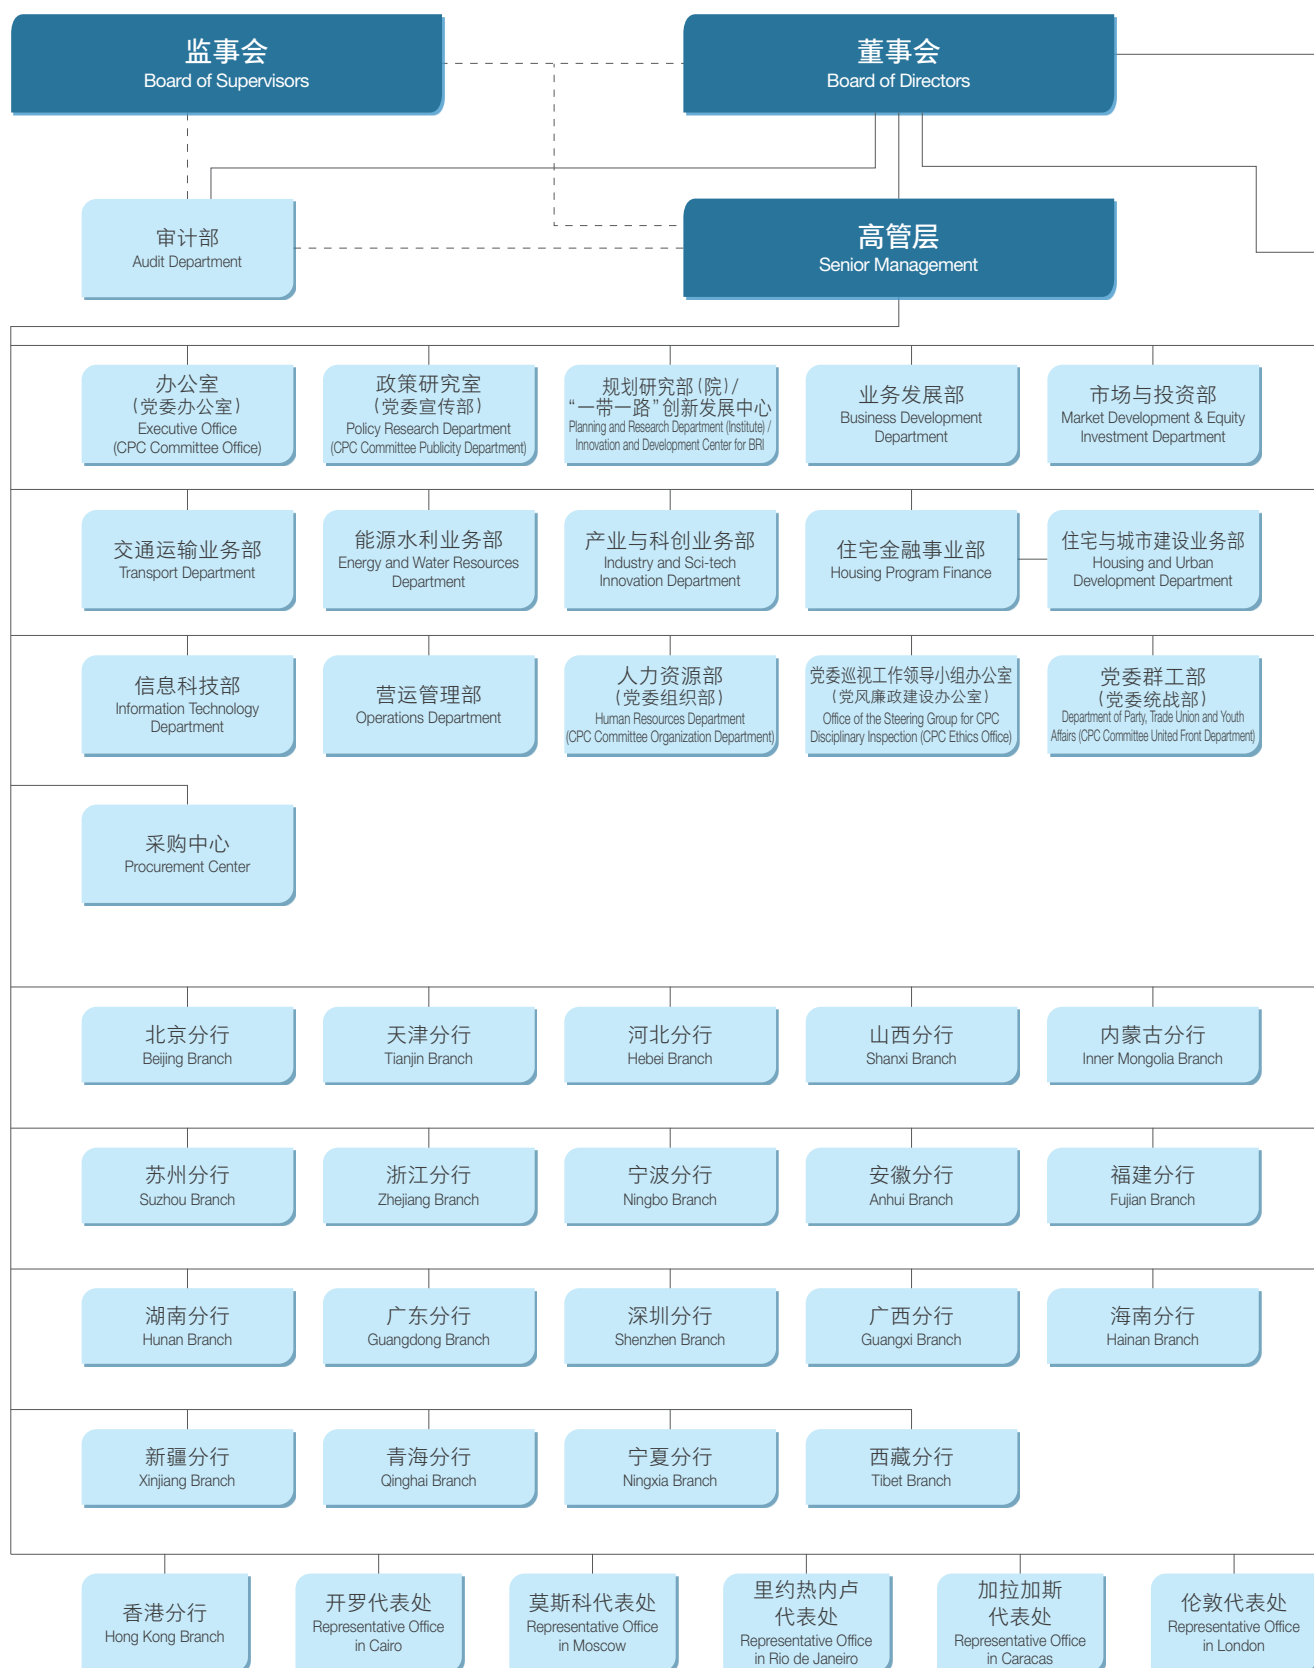 监事会
Board of Supervisors
董事会
Board of Directors
审计部
Audit Department
高管层
Senior Management
办公室
(党委办公室)
Executive Office
(CPC Committee Office)
政策研究室
(党委宣传部)
Policy Research Department
(CPC Committee Publicity Department)
规划研究部(院)/
“一带一路”创新发展中心
Planning and Research Department (Institute) /
Innovation and Development Center for BRI
业务发展部
Business Development
Department
市场与投资部
Market Development & Equity
Investment Department
交通运输业务部
Transport Department
能源水利业务部
Energy and Water Resources
Department
产业与科创业务部
Industry and Sci-tech
Innovation Department
住宅金融事业部
Housing Program Finance
住宅与城市建设业务部
Housing and Urban
Development Department
信息科技部
Information Technology
Department
营运管理部
Operations Department
人力资源部
(党委组织部)
Human Resources Department
(CPC Committee Organization Department)
党委巡视工作领导小组办公室
(党风廉政建设办公室)
Office of the Steering Group for CPC
Disciplinary Inspection (CPC Ethics Office)
党委群工部
(党委统战部)
Department of Party, Trade Union and Youth
Affairs (CPC Committee United Front Department)
采购中心
Procurement Center
北京分行
Beijing Branch
天津分行
Tianjin Branch
河北分行
Hebei Branch
山西分行
Shanxi Branch
内蒙古分行
Inner Mongolia Branch
苏州分行
Suzhou Branch
浙江分行
Zhejiang Branch
宁波分行
Ningbo Branch
安徽分行
Anhui Branch
福建分行
Fujian Branch
湖南分行
Hunan Branch
广东分行
Guangdong Branch
深圳分行
Shenzhen Branch
广西分行
Guangxi Branch
海南分行
Hainan Branch
新疆分行
Xinjiang Branch
青海分行
Qinghai Branch
宁夏分行
Ningxia Branch
西藏分行
Tibet Branch
香港分行
Hong Kong Branch
开罗代表处
Representative Office
in Cairo
莫斯科代表处
Representative Office
in Moscow
里约热内卢
代表处
Representative Office
in Rio de Janeiro
加拉加斯
代表处
Representative Office
in Caracas
伦敦代表处
Representative Office
in London